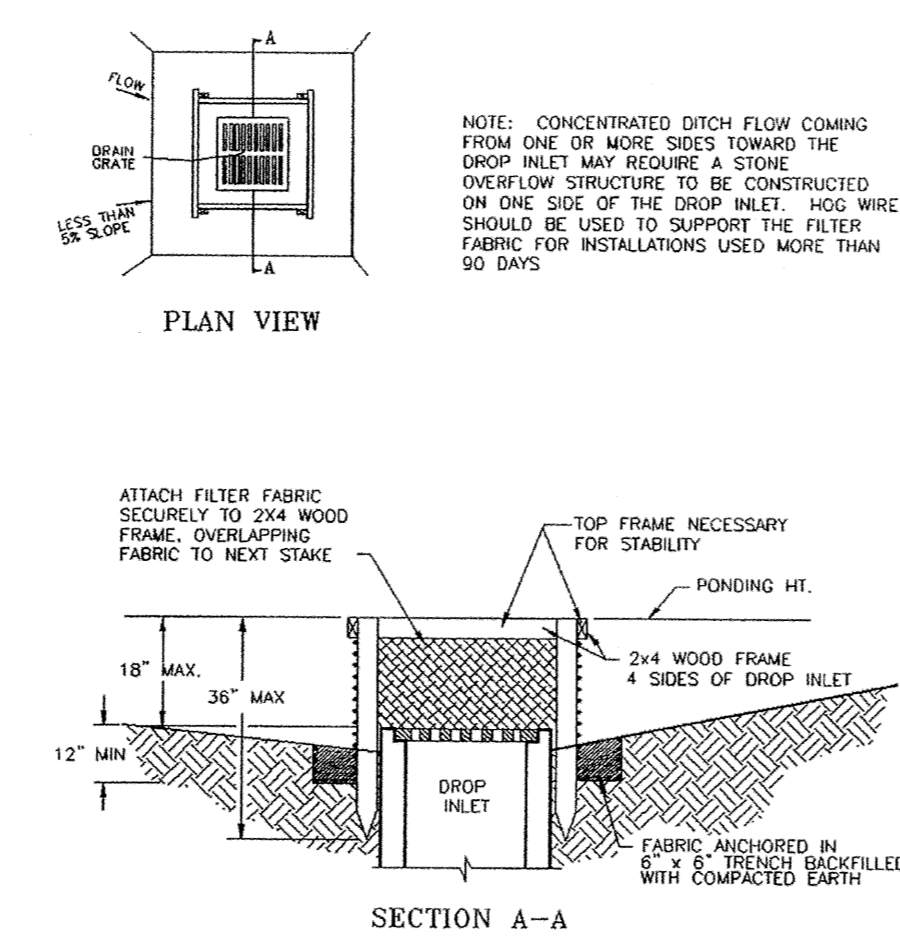 A
FLOW
DRAIN
GRATE
LESS THAN
5% SLOPE
A
PLAN VIEW
NOTE: CONCENTRATED DITCH FLOW COMING
FROM ONE OR MORE SIDES TOWARD THE
DROP INLET MAY REQUIRE A STONE
OVERFLOW STRUCTURE TO BE CONSTRUCTED
ON ONE SIDE OF THE DROP INLET. HOG WIRE
SHOULD BE USED TO SUPPORT THE FILTER
FABRIC FOR INSTALLATIONS USED MORE THAN
90 DAYS
ATTACH FILTER FABRIC
SECURELY TO 2X4 WOOD
FRAME, OVERLAPPING
FABRIC TO NEXT STAKE
TOP FRAME NECESSARY
FOR STABILITY
PONDING HT.
18" MAX.
36" MAX
2x4 WOOD FRAME
4 SIDES OF DROP INLET
12" MIN
DROP
INLET
FABRIC ANCHORED IN
6" x 6" TRENCH BACKFILLED
WITH COMPACTED EARTH
SECTION A-A